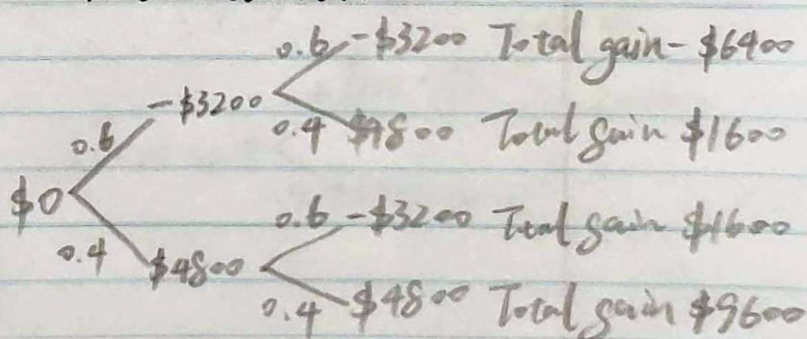 0.6 -$3200 Total gain -$6400
-$3200
0.6
0.4 $4800 Total gain $1600
$0
0.6 -$3200 Total gain $1600
0.4 $4800
0.4 $4800 Total gain $9600